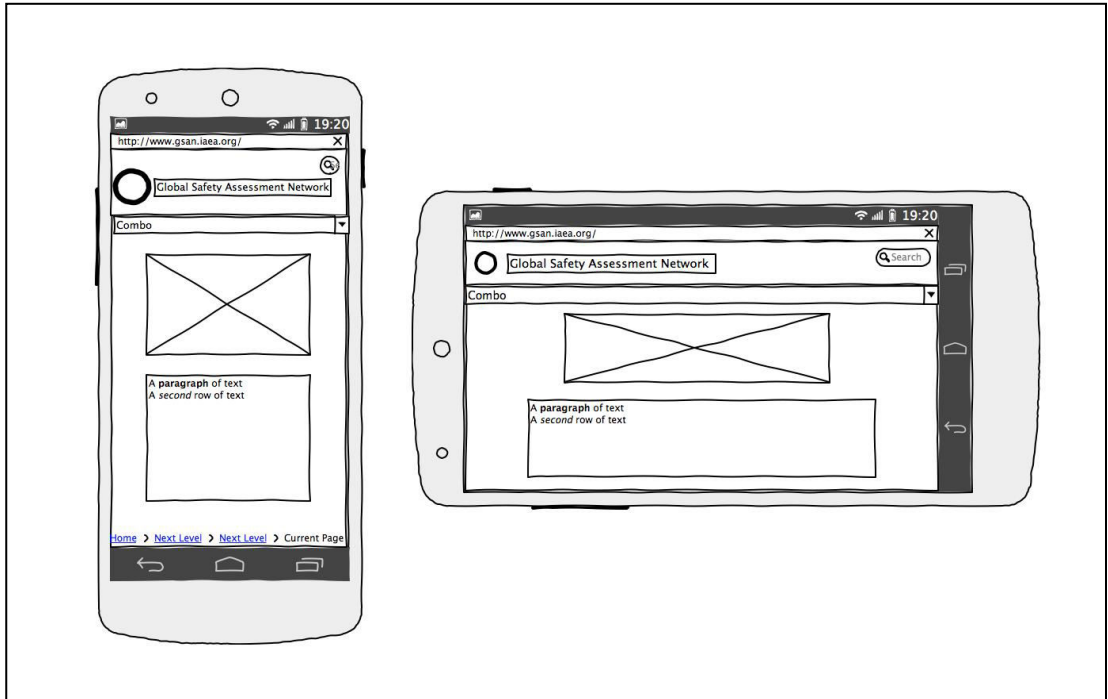 19:20
http://www.gsan.iaea.org/
Global Safety Assessment Network
Combo
A paragraph of text
A second row of text
Home > Next Level > Next Level > Current Page
19:20
http://www.gsan.iaea.org/
Search
Global Safety Assessment Network
Combo
A paragraph of text
A second row of text